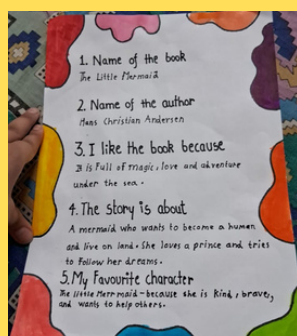 1. Name of the book
The Little Mermaid
2. Name of the author
Hans Christian Andersen
3. I like the book because
It is full of magic, love and adventure
under the sea.
4. The story is about
A mermaid who wants to become a human
and live on land. She loves a prince and tries
to follow her dreams.
5. My Favourite character
The little Mermaid - because she is kind, brave,
and wants to help others.